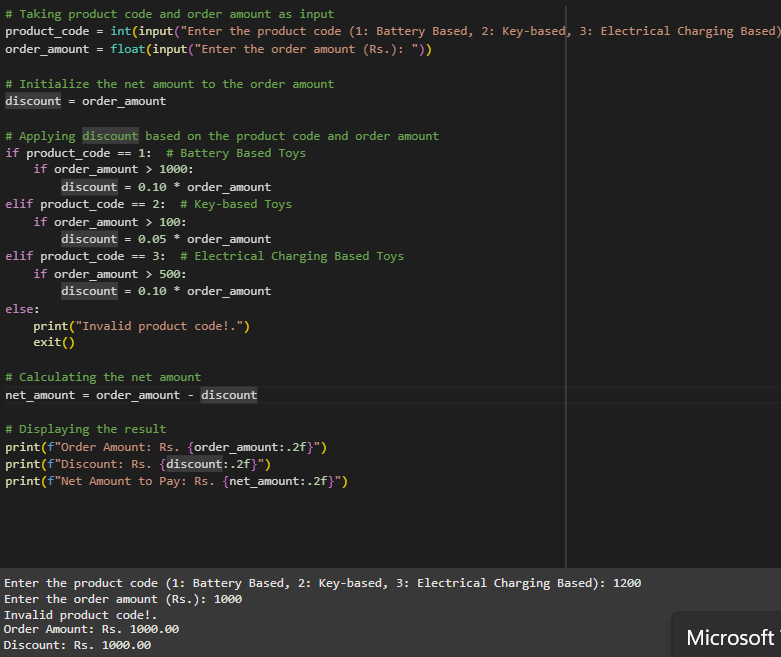 # Taking product code and order amount as input
product_code = int(input("Enter the product code (1: Battery Based, 2: Key-based, 3: Electrical Charging Based)
order_amount = float(input("Enter the order amount (Rs.): "))
# Initialize the net amount to the order amount
discount = order_amount
# Applying discount based on the product code and order amount
if product_code == 1:  # Battery Based Toys
    if order_amount > 1000:
        discount = 0.10 * order_amount
elif product_code == 2:  # Key-based Toys
    if order_amount > 100:
        discount = 0.05 * order_amount
elif product_code == 3:  # Electrical Charging Based Toys
    if order_amount > 500:
        discount = 0.10 * order_amount
else:
    print("Invalid product code!.")
    exit()
# Calculating the net amount
net_amount = order_amount - discount
# Displaying the result
print(f"Order Amount: Rs. {order_amount:.2f}")
print(f"Discount: Rs. {discount:.2f}")
print(f"Net Amount to Pay: Rs. {net_amount:.2f}")
Enter the product code (1: Battery Based, 2: Key-based, 3: Electrical Charging Based): 1200
Enter the order amount (Rs.): 1000
Invalid product code!.
Order Amount: Rs. 1000.00
Discount: Rs. 1000.00
Microsoft